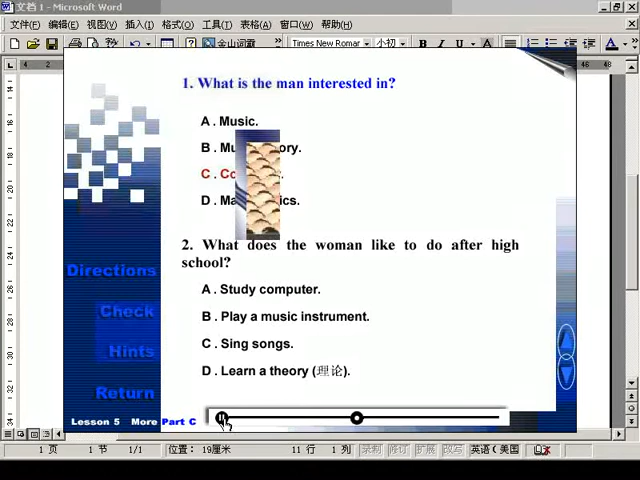 文档 1 - Microsoft Word
文件(F) 编辑(E) 视图(V) 插入(I) 格式(O) 工具(T) 表格(A) 窗口(W) 帮助(H)
金山词霸 Times New Romar 小初 B I U A
4 2 46 48
1. What is the man interested in?
A . Music.
B . Mu ory.
C . Co
D . Ma ics.
2. What does the woman like to do after high
school?
A . Study computer.
B . Play a music instrument.
C . Sing songs.
D . Learn a theory (理论).
Directions
Check
Hints
Return
Lesson 5 More Part C
1 页 1 节 1/1 位置: 19厘米 11 行 1 列 录制 修订 扩展 改写 英语(美国